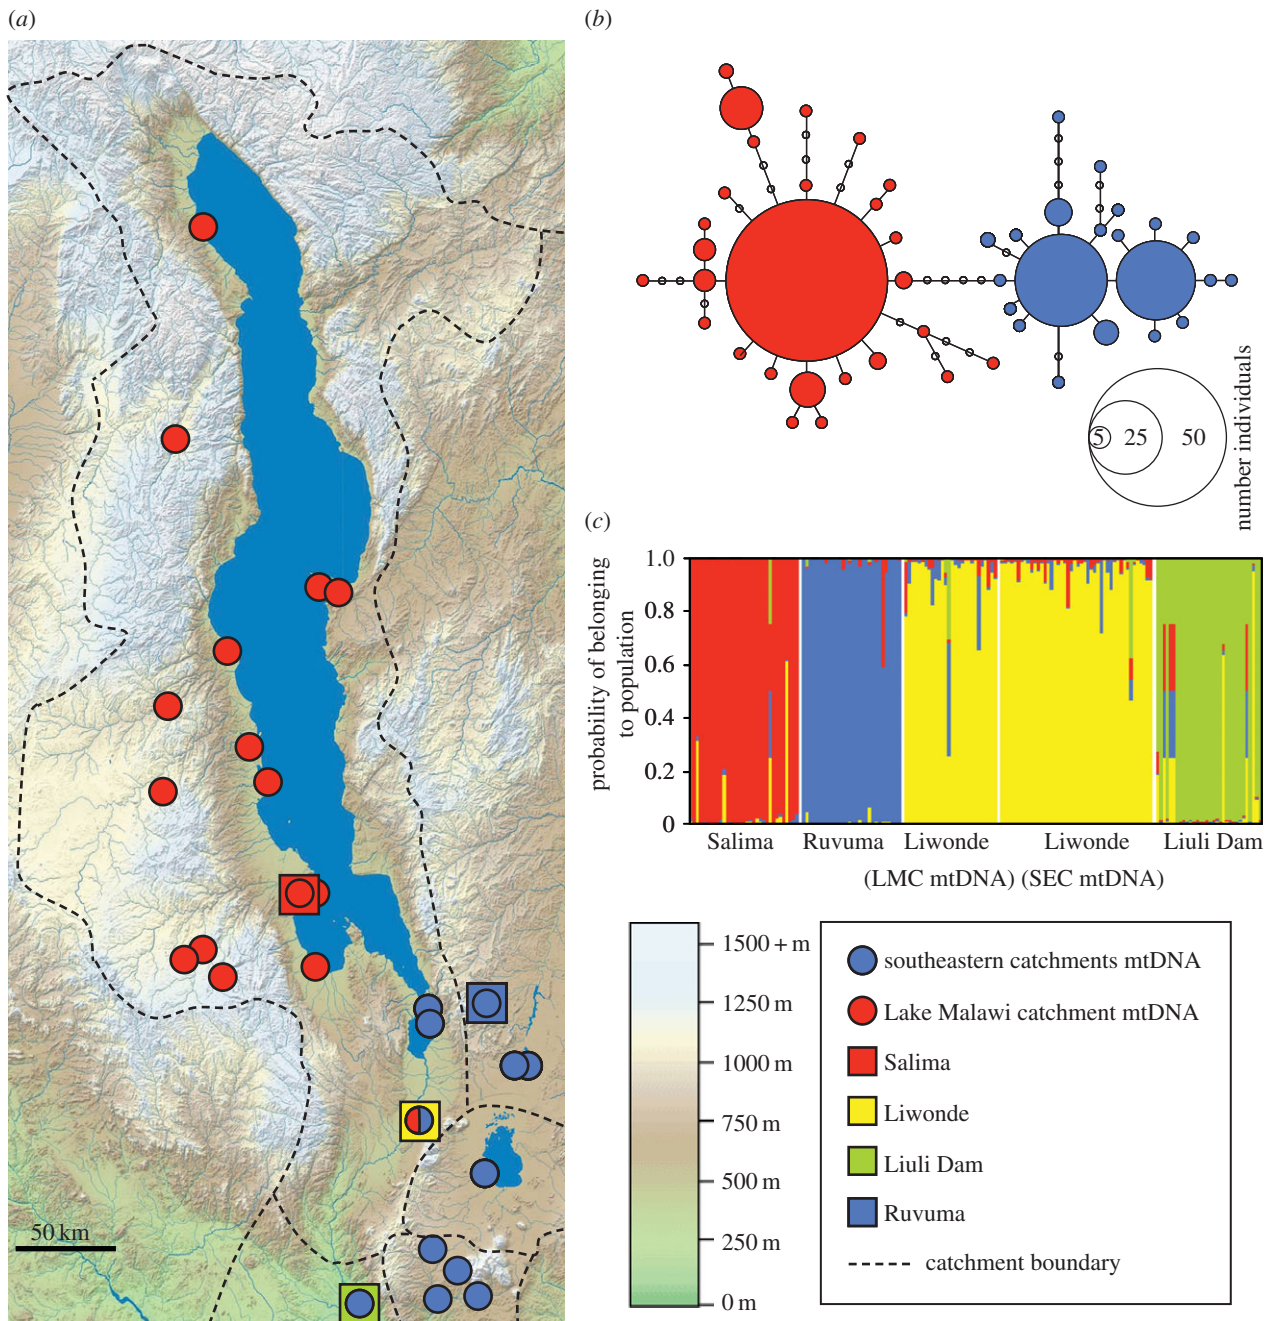 (a)
50 km
(b)
5
25
50
number individuals
(c)
probability of belonging
to population
1.0
0.8
0.6
0.4
0.2
0
Salima
Ruvuma
Liwonde
Liwonde
Liuli Dam
(LMC mtDNA) (SEC mtDNA)
1500 + m
1250 m
1000 m
750 m
500 m
250 m
0 m
southeastern catchments mtDNA
Lake Malawi catchment mtDNA
Salima
Liwonde
Liuli Dam
Ruvuma
catchment boundary